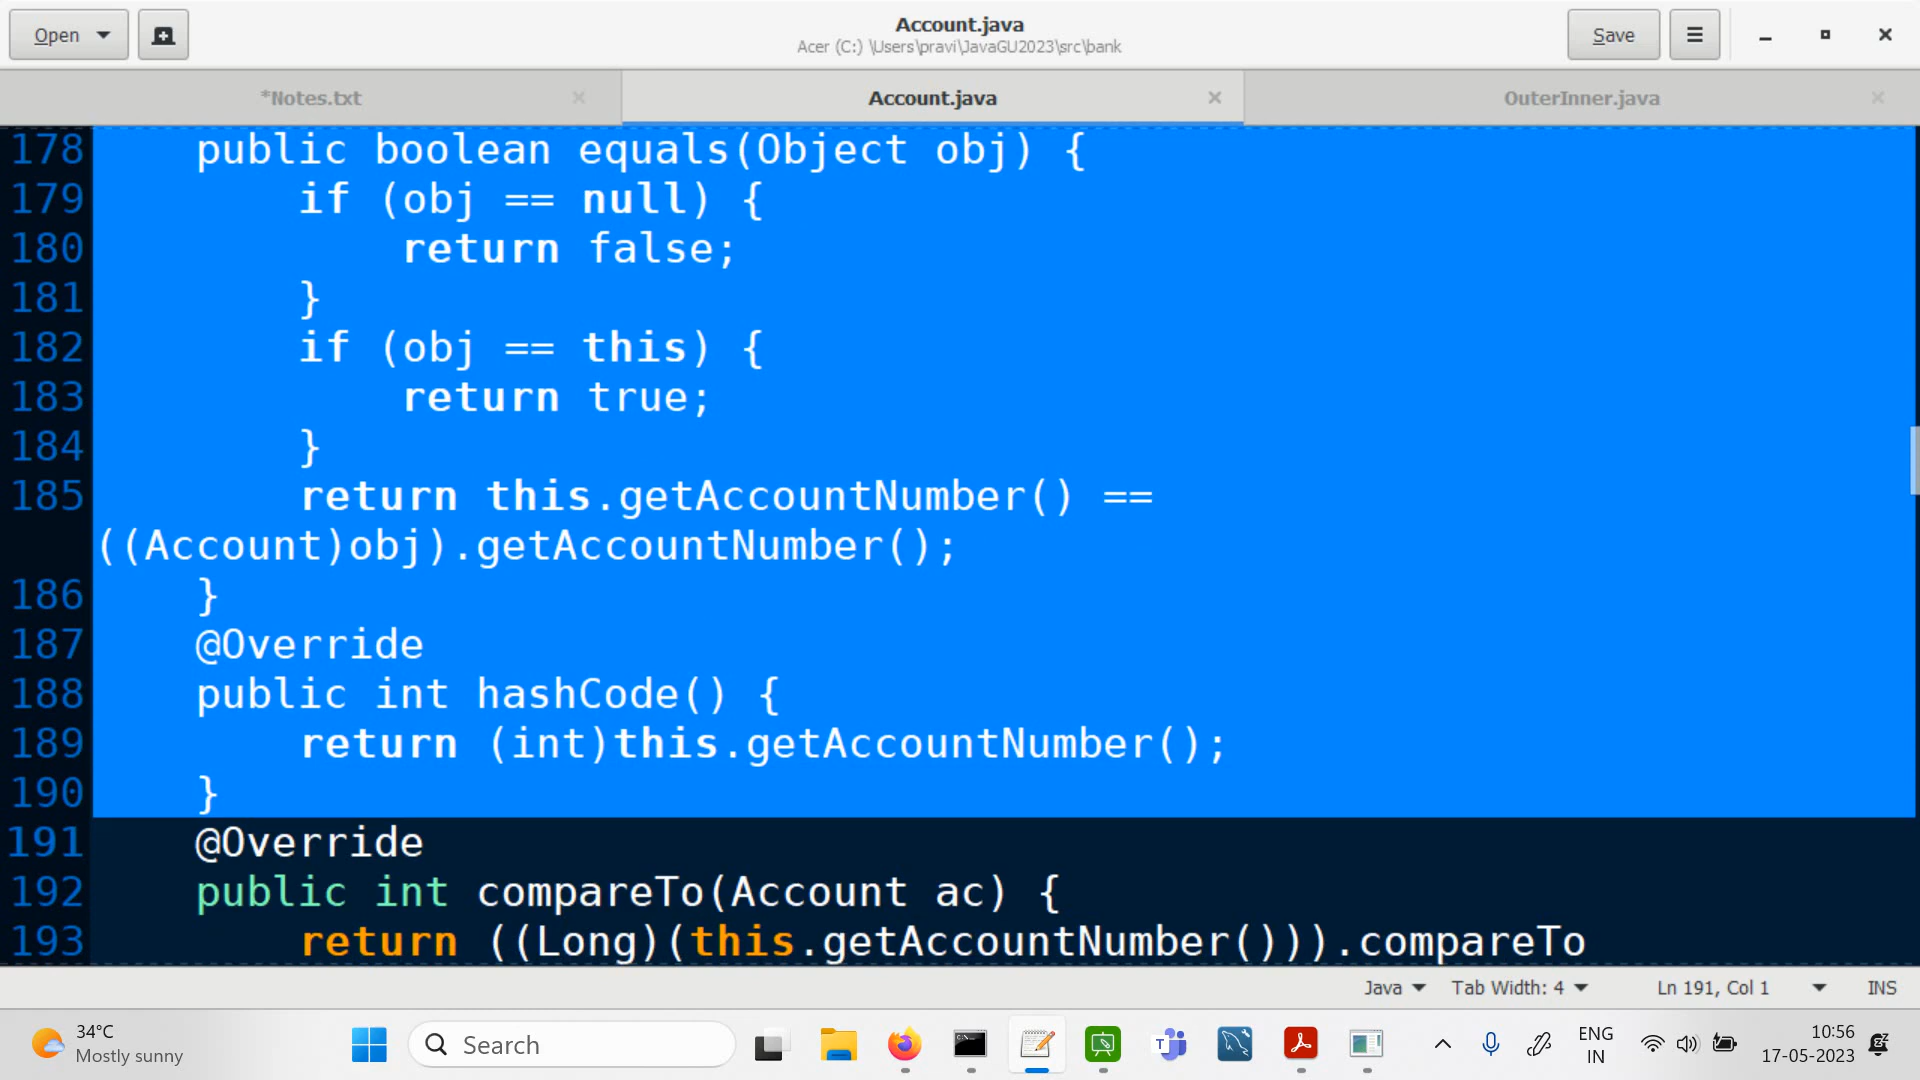 Open
Account.java
Acer (C:) \Users\pravi\JavaGU2023\src\bank
Save
*Notes.txt
Account.java
OuterInner.java
178 public boolean equals(Object obj) {
179 if (obj == null) {
180 return false;
181 }
182 if (obj == this) {
183 return true;
184 }
185 return this.getAccountNumber() ==
((Account)obj).getAccountNumber();
186 }
187 @Override
188 public int hashCode() {
189 return (int)this.getAccountNumber();
190 }
191 @Override
192 public int compareTo(Account ac) {
193 return ((Long)(this.getAccountNumber())).compareTo
Java
Tab Width: 4
Ln 191, Col 1
INS
34°C
Mostly sunny
Search
ENG
IN
10:56
17-05-2023